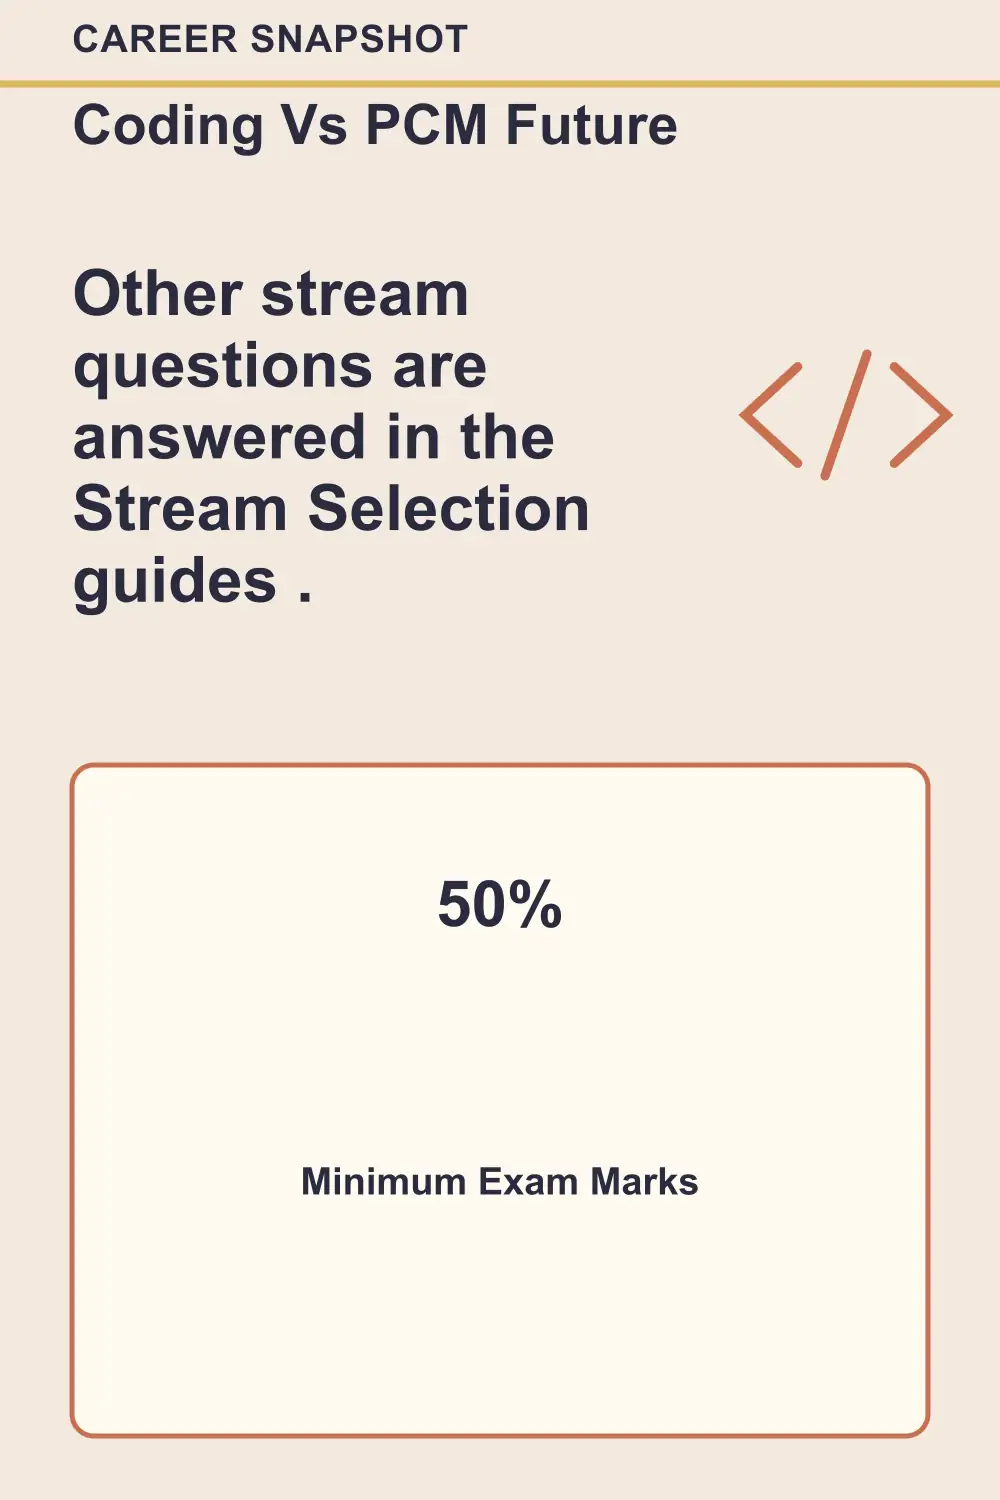 CAREER SNAPSHOT
Coding Vs PCM Future
Other stream
questions are
answered in the
Stream Selection
guides .
50%
Minimum Exam Marks